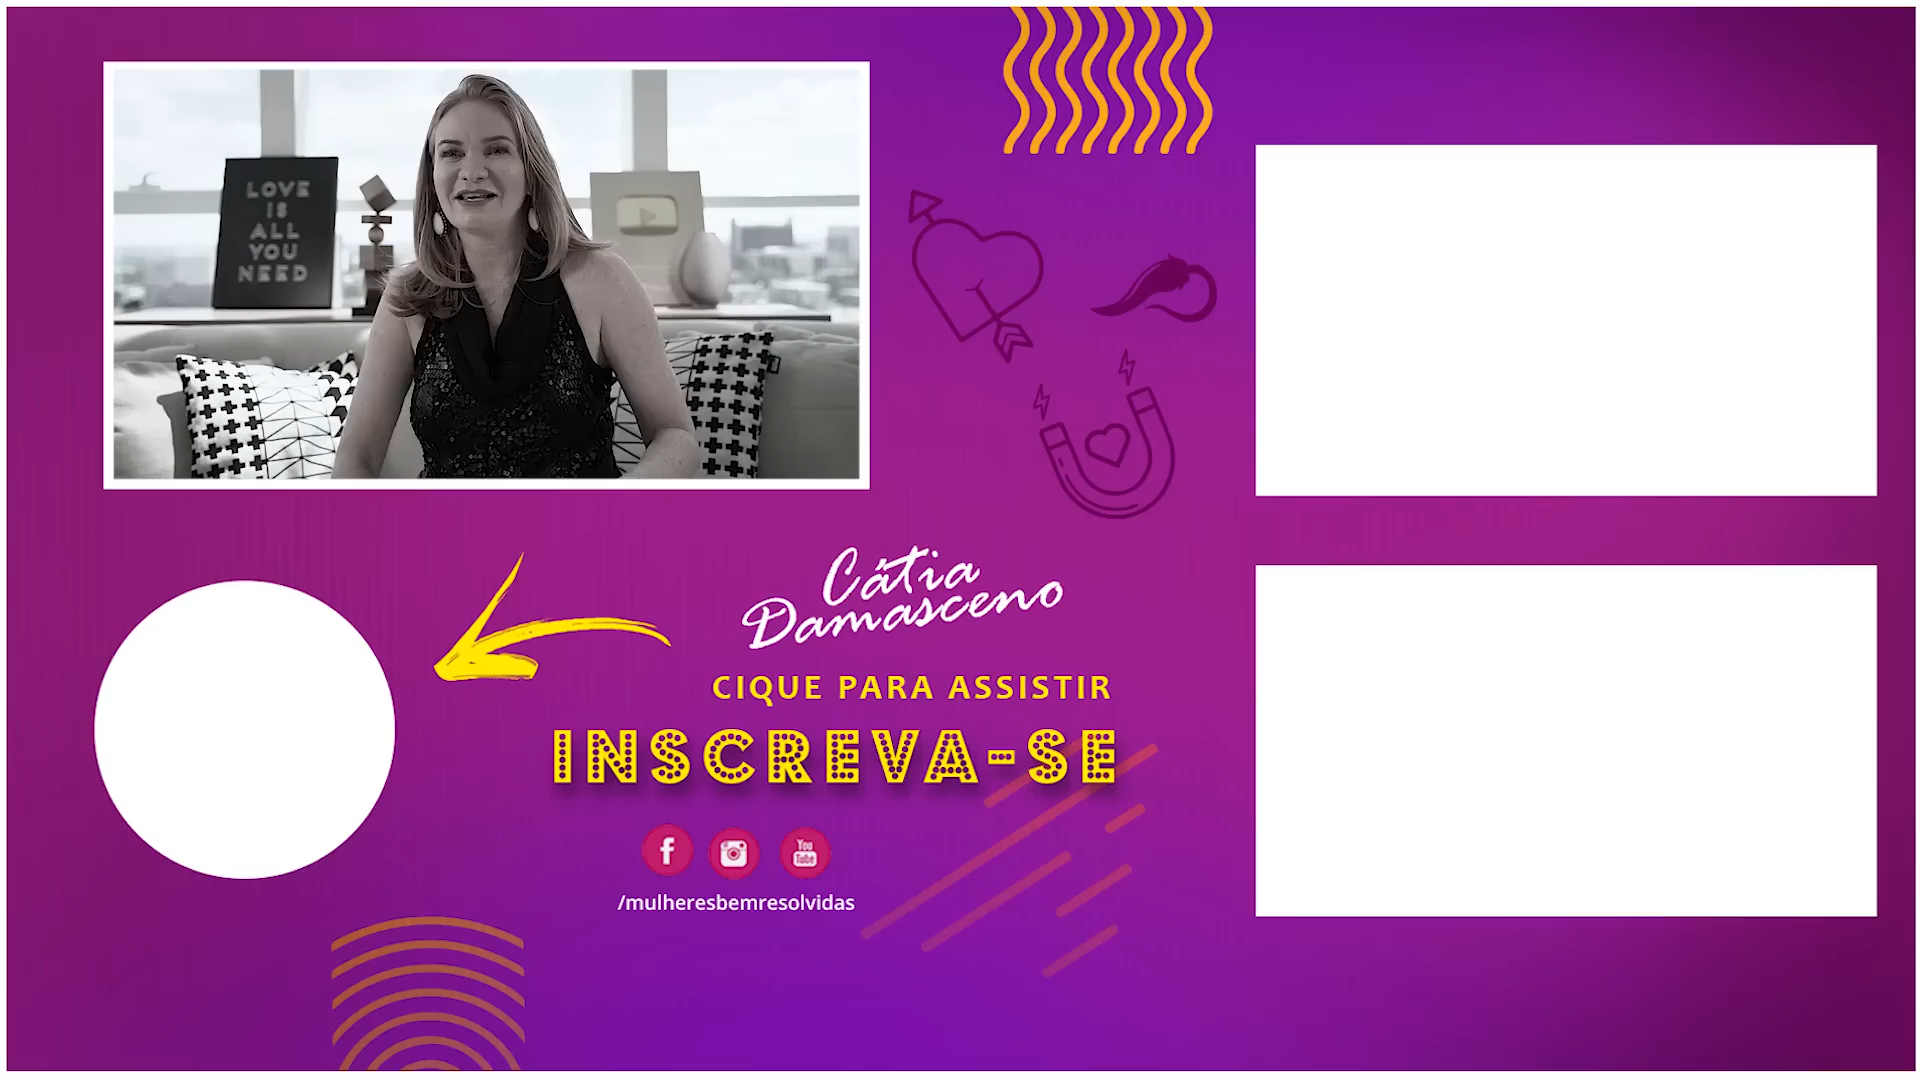 LOVE
IS
ALL
YOU
NEED
Cátia
Damasceno
CIQUE PARA ASSISTIR
INSCREVA-SE
f
You
Tube
/mulheresbemresolvidas